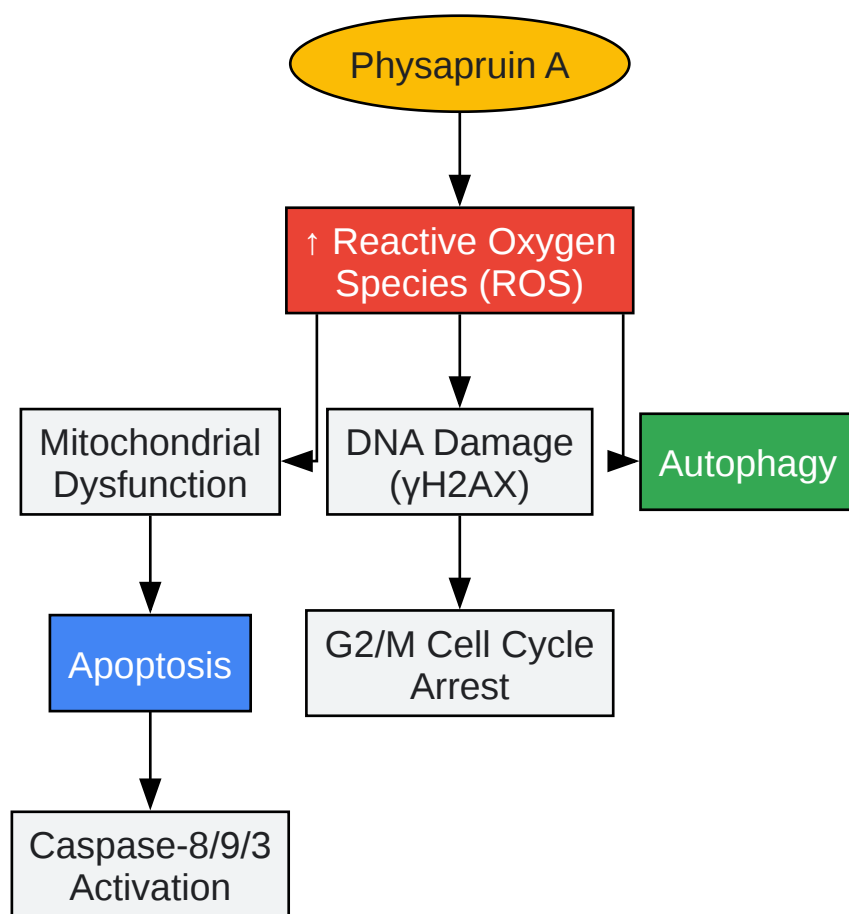 Physapruin A
↑ Reactive Oxygen
Species (ROS)
Mitochondrial
Dysfunction
DNA Damage
(γH2AX)
Autophagy
Apoptosis
G2/M Cell Cycle
Arrest
Caspase-8/9/3
Activation